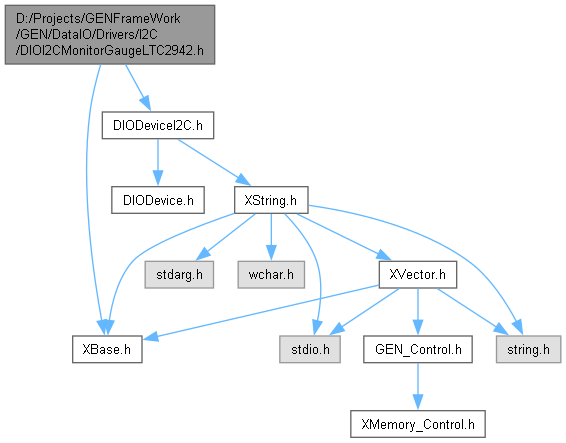 D:/Projects/GENFrameWork
/GEN/DataIO/Drivers/I2C
/DIOI2CMonitorGaugeLTC2942.h
DIODeviceI2C.h
DIODevice.h
XString.h
stdarg.h
wchar.h
XVector.h
XBase.h
stdio.h
GEN_Control.h
string.h
XMemory_Control.h